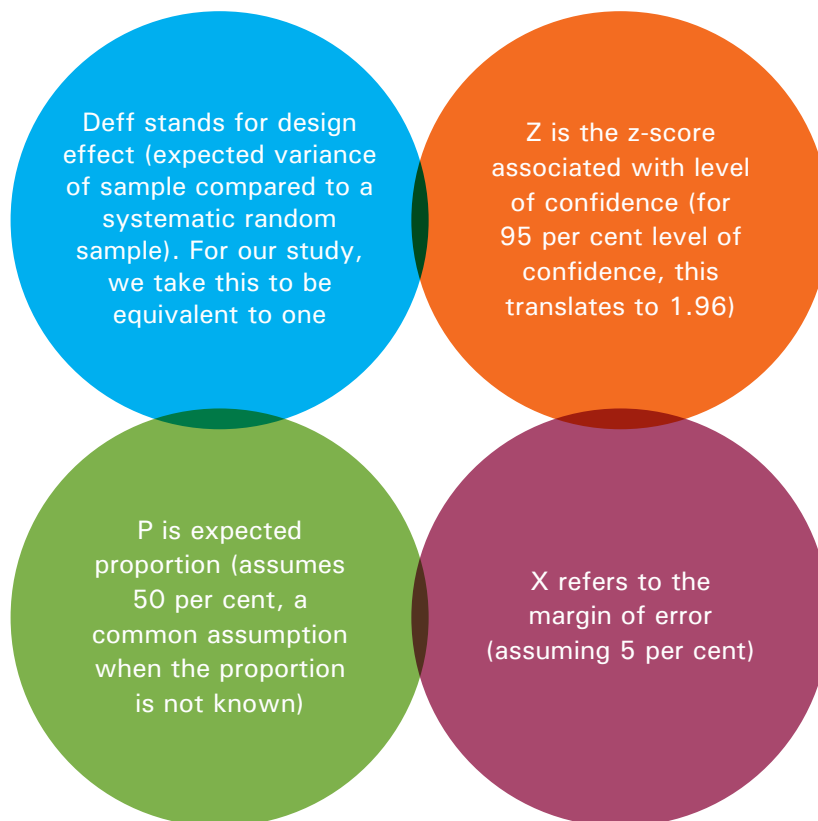 Deff stands for design
effect (expected variance
of sample compared to a
systematic random
sample). For our study,
we take this to be
equivalent to one
Z is the z-score
associated with level
of confidence (for
95 per cent level of
confidence, this
translates to 1.96)
P is expected
proportion (assumes
50 per cent, a
common assumption
when the proportion
is not known)
X refers to the
margin of error
(assuming 5 per cent)